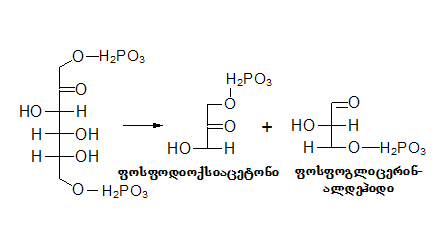 O—H₂PO₃
O
HO H
H OH
H OH
O—H₂PO₃
H₂PO₃
O
O
HO H
ფოსფოდიოქსიაცეტონი
+
O
HO H
H O—H₂PO₃
ფოსფოგლიცერინ-
ალდეჰიდი